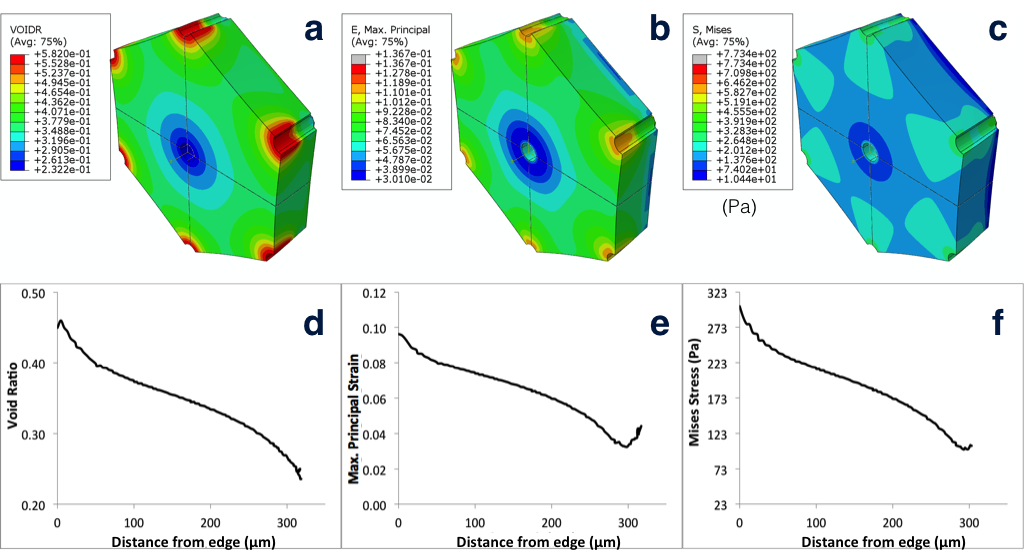 VOIDR
(Avg: 75%)
+5.820e-01
+5.528e-01
+5.237e-01
+4.945e-01
+4.654e-01
+4.362e-01
+4.071e-01
+3.779e-01
+3.488e-01
+3.196e-01
+2.905e-01
+2.613e-01
+2.322e-01
a
E, Max. Principal
(Avg: 75%)
+1.367e-01
+1.367e-01
+1.278e-01
+1.189e-01
+1.101e-01
+1.012e-01
+9.228e-02
+8.340e-02
+7.452e-02
+6.563e-02
+5.675e-02
+4.787e-02
+3.899e-02
+3.010e-02
b
S, Mises
(Avg: 75%)
+7.734e+02
+7.734e+02
+7.098e+02
+6.462e+02
+5.827e+02
+5.191e+02
+4.555e+02
+3.919e+02
+3.283e+02
+2.648e+02
+2.012e+02
+1.376e+02
+7.402e+01
+1.044e+01
(Pa)
c
0.50
0.40
0.30
0.20
Void Ratio
0
100
200
300
Distance from edge (µm)
d
0.12
0.10
0.08
0.06
0.04
0.02
0.00
Max. Principal Strain
0
100
200
300
Distance from edge (µm)
e
323
273
223
173
123
73
23
Mises Stress (Pa)
0
100
200
300
Distance from edge (µm)
f